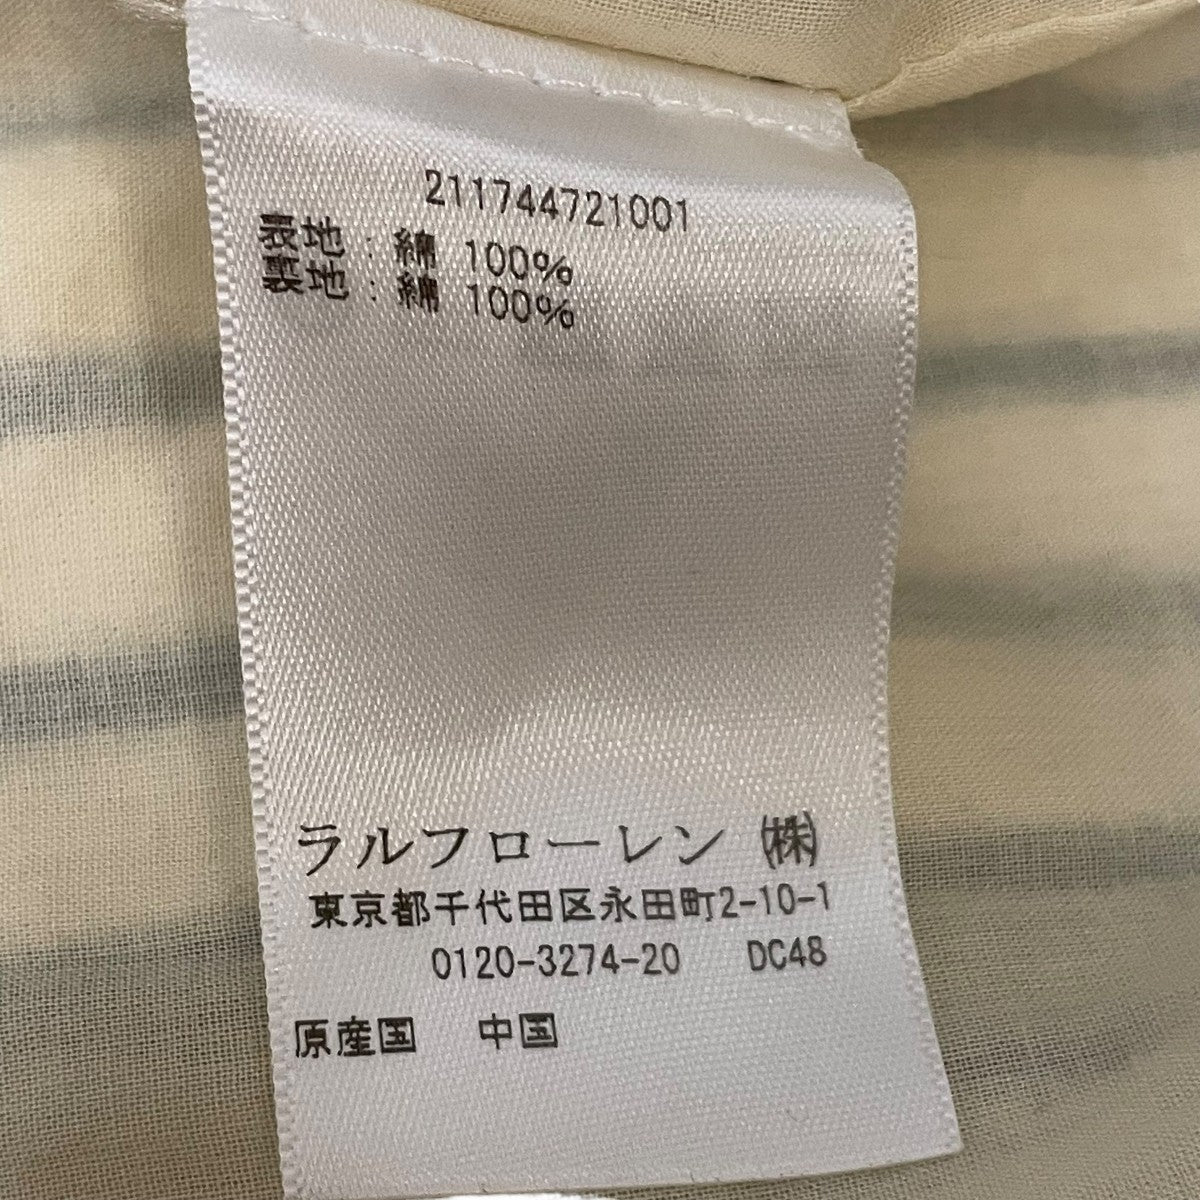 211744721001
表地：綿 100%
裏地：綿 100%
ラルフローレン ㈱
東京都千代田区永田町2-10-1
0120-3274-20 DC48
原産国 中国